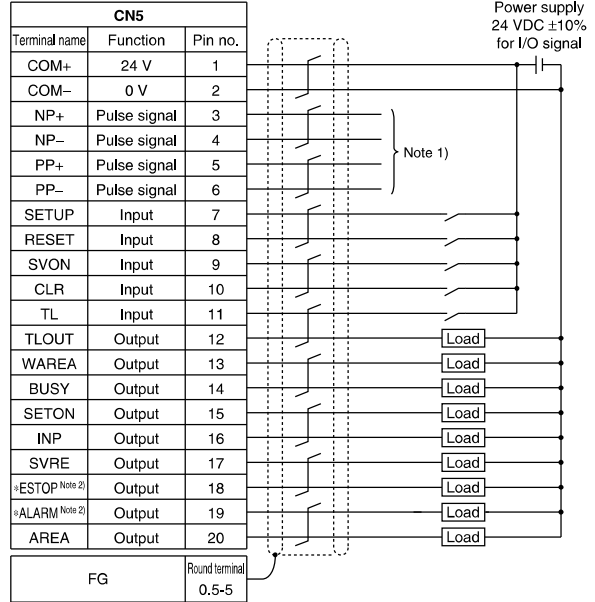 Power supply
24 VDC ±10%
for I/O signal
CN5
Terminal name Function Pin no.
COM+ 24 V 1
COM− 0 V 2
NP+ Pulse signal 3
NP− Pulse signal 4
PP+ Pulse signal 5
PP− Pulse signal 6
Note 1)
SETUP Input 7
RESET Input 8
SVON Input 9
CLR Input 10
TL Input 11
TLOUT Output 12 Load
WAREA Output 13 Load
BUSY Output 14 Load
SETON Output 15 Load
INP Output 16 Load
SVRE Output 17 Load
*ESTOP Note 2) Output 18 Load
*ALARM Note 2) Output 19 Load
AREA Output 20 Load
FG Round terminal
0.5-5